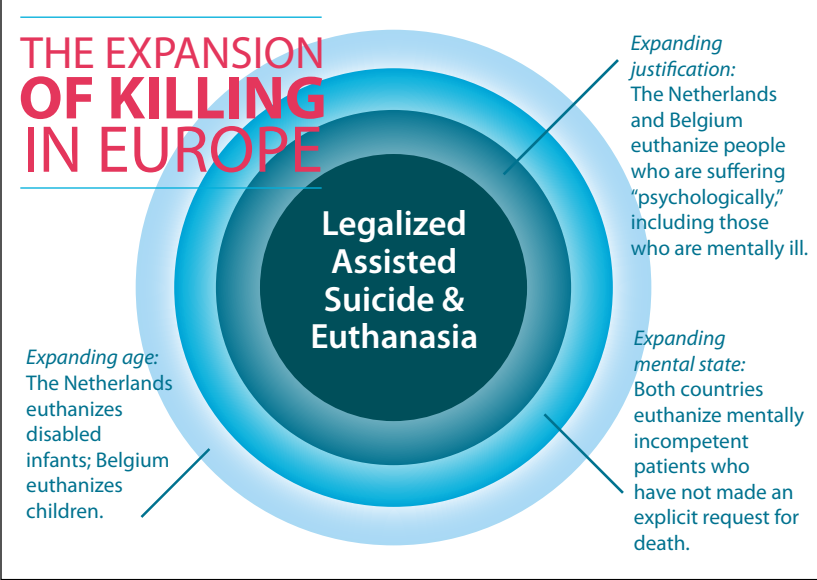 THE EXPANSION
OF KILLING
IN EUROPE
Legalized
Assisted
Suicide &
Euthanasia
Expanding
justification:
The Netherlands
and Belgium
euthanize people
who are suffering
“psychologically,”
including those
who are mentally ill.
Expanding age:
The Netherlands
euthanizes
disabled
infants; Belgium
euthanizes
children.
Expanding
mental state:
Both countries
euthanize mentally
incompetent
patients who
have not made an
explicit request for
death.